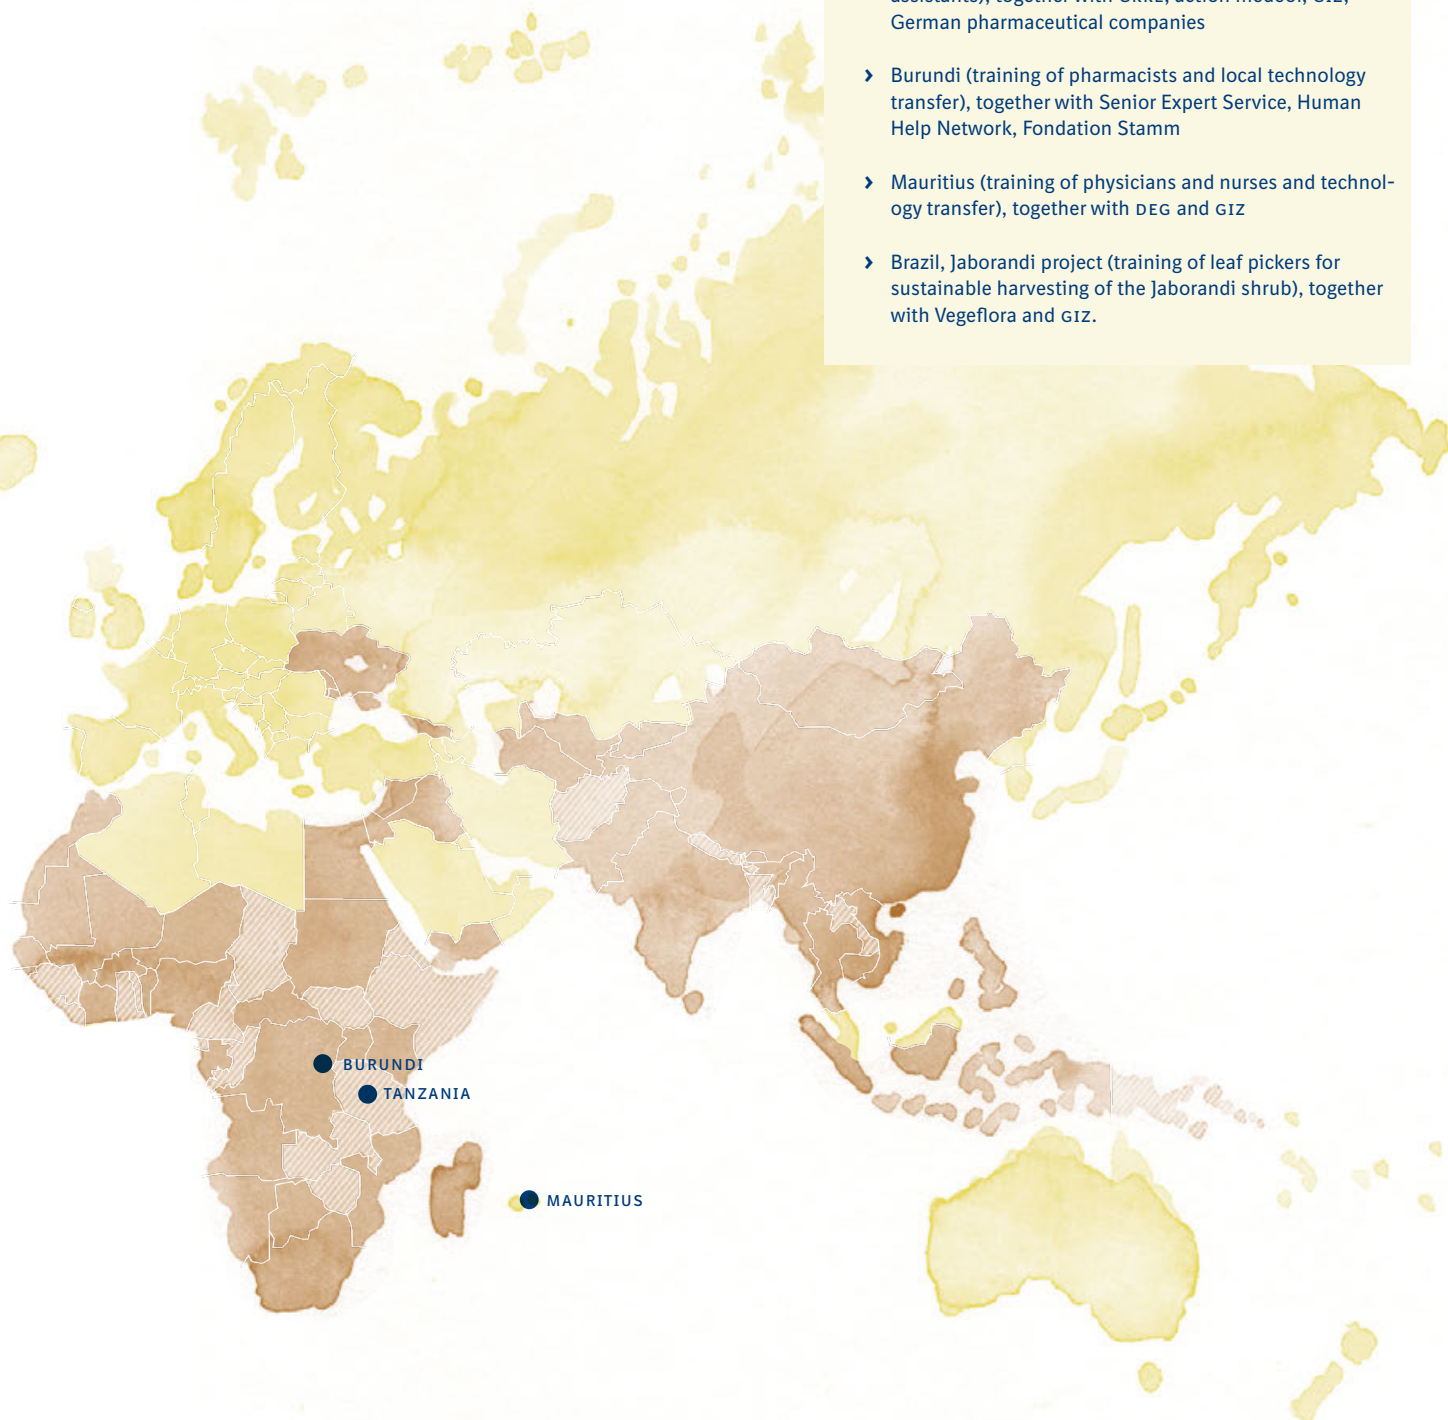 German pharmaceutical companies
› Burundi (training of pharmacists and local technology
transfer), together with Senior Expert Service, Human
Help Network, Fondation Stamm
› Mauritius (training of physicians and nurses and technol-
ogy transfer), together with DEG and GIZ
› Brazil, Jaborandi project (training of leaf pickers for
sustainable harvesting of the Jaborandi shrub), together
with Vegeflora and GIZ.
BURUNDI
TANZANIA
MAURITIUS